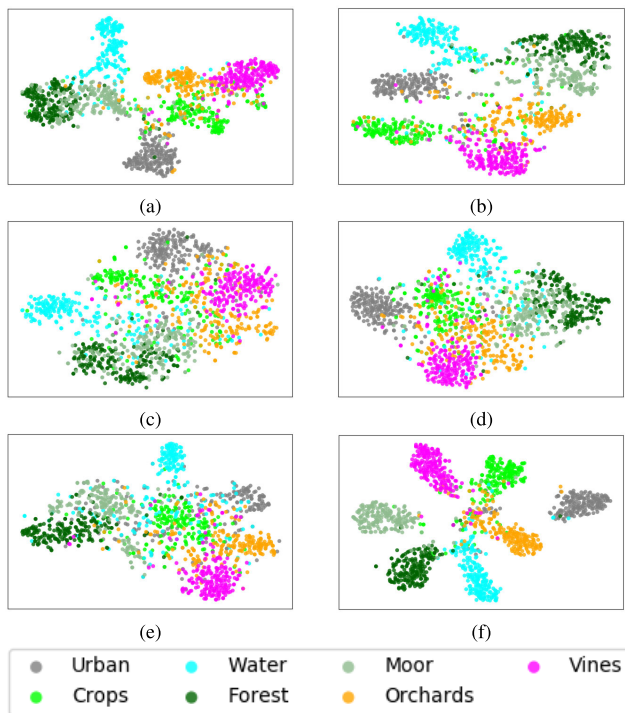 (a) (b)
(c) (d)
(e) (f)
Urban Water Moor Vines
Crops Forest Orchards